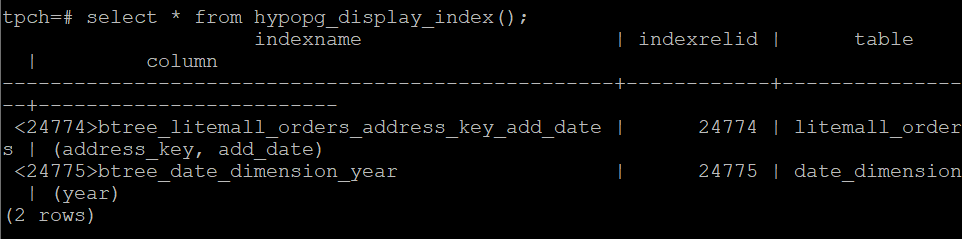 tpch=# select * from hypopg_display_index();
                     indexname                     | indexrelid |      table
  |         column
---------------------------------------------------+------------+---------------
--+-------------------------
 <24774>btree_litemall_orders_address_key_add_date |      24774 | litemall_order
s | (address_key, add_date)
 <24775>btree_date_dimension_year                  |      24775 | date_dimension
  | (year)
(2 rows)